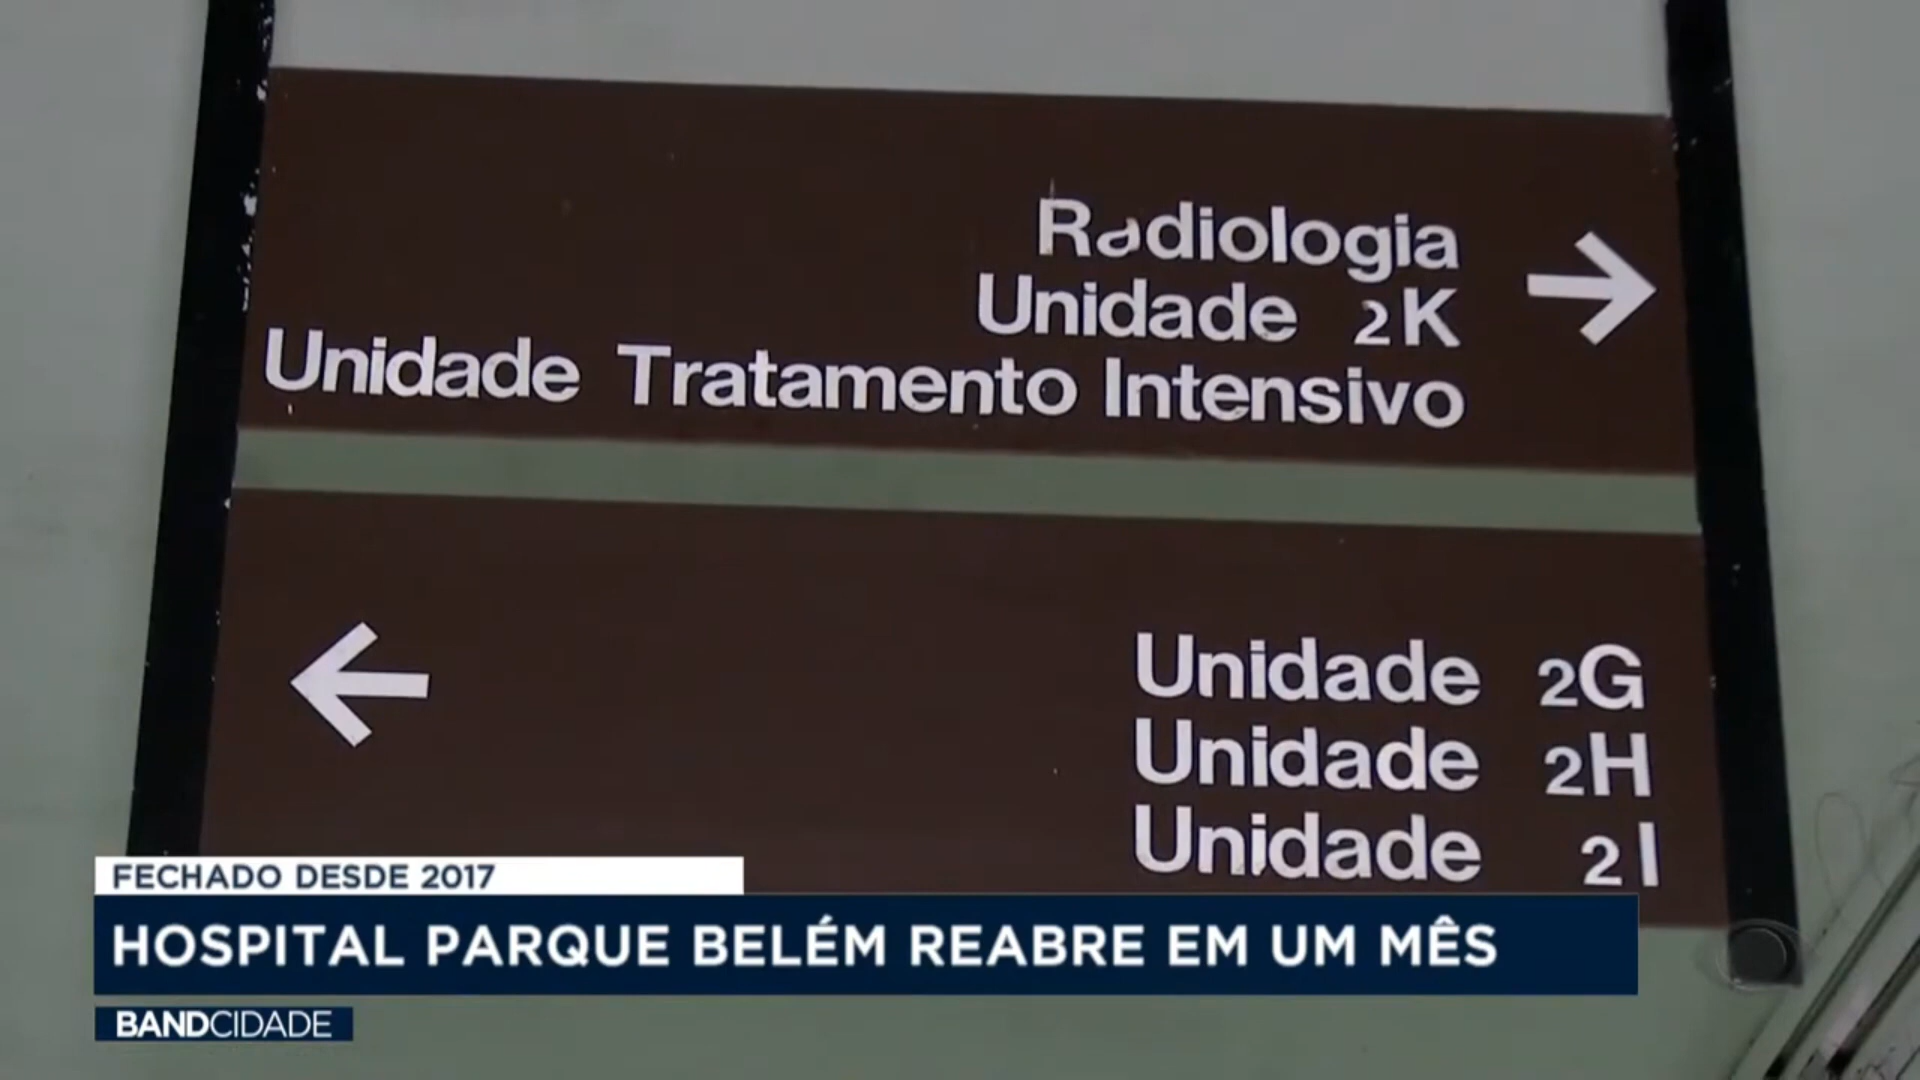 Radiologia
Unidade 2K
Unidade Tratamento Intensivo
Unidade 2G
Unidade 2H
Unidade 2I
FECHADO DESDE 2017
HOSPITAL PARQUE BELÉM REABRE EM UM MÊS
BANDCIDADE